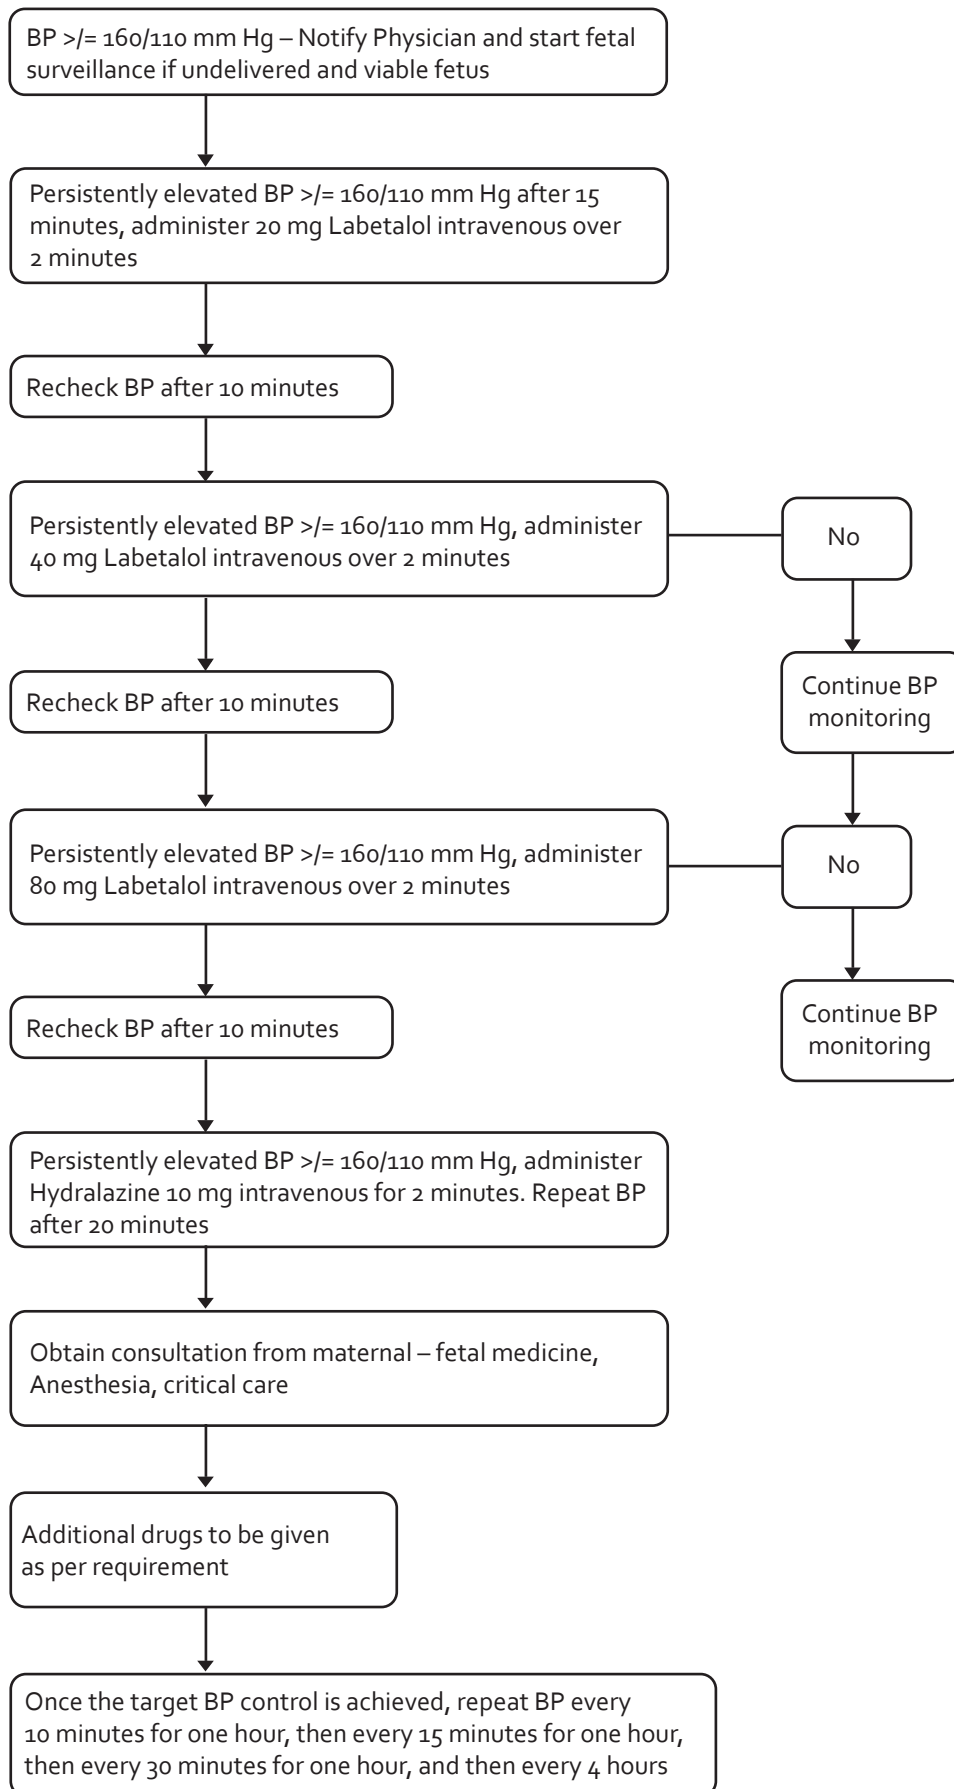 BP >/= 160/110 mm Hg – Notify Physician and start fetal
surveillance if undelivered and viable fetus
Persistently elevated BP >/= 160/110 mm Hg after 15
minutes, administer 20 mg Labetalol intravenous over
2 minutes
Recheck BP after 10 minutes
Persistently elevated BP >/= 160/110 mm Hg, administer
40 mg Labetalol intravenous over 2 minutes
No
Continue BP
monitoring
Recheck BP after 10 minutes
Persistently elevated BP >/= 160/110 mm Hg, administer
80 mg Labetalol intravenous over 2 minutes
No
Continue BP
monitoring
Recheck BP after 10 minutes
Persistently elevated BP >/= 160/110 mm Hg, administer
Hydralazine 10 mg intravenous for 2 minutes. Repeat BP
after 20 minutes
Obtain consultation from maternal – fetal medicine,
Anesthesia, critical care
Additional drugs to be given
as per requirement
Once the target BP control is achieved, repeat BP every
10 minutes for one hour, then every 15 minutes for one hour,
then every 30 minutes for one hour, and then every 4 hours